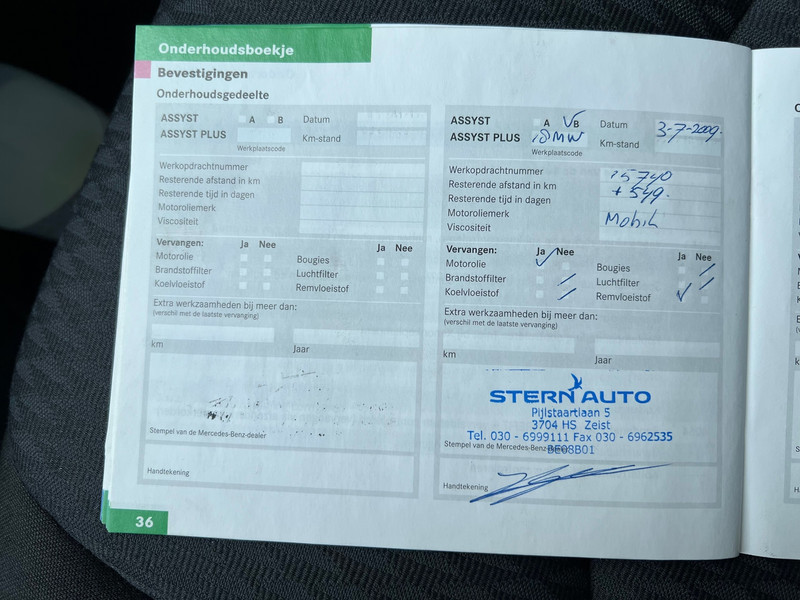 Onderhoudsboekje
Bevestigingen
Onderhoudsgedeelte
ASSYST A B Datum
ASSYST PLUS Km-stand
Werkplaatscode
Werkopdrachtnummer
Resterende afstand in km
Resterende tijd in dagen
Motoroliemerk
Viscositeit
Vervangen: Ja Nee Ja Nee
Motorolie Bougies
Brandstoffilter Luchtfilter
Koelvloeistof Remvloeistof
Extra werkzaamheden bij meer dan:
(verschil met de laatste vervanging)
km Jaar
Stempel van de Mercedes-Benz-dealer
Handtekening
36
ASSYST A B Datum 3-7-2009.
ASSYST PLUS Km-stand
Werkplaatscode
Werkopdrachtnummer
Resterende afstand in km 15740
Resterende tijd in dagen + 549.
Motoroliemerk Mobil
Viscositeit
Vervangen: Ja Nee Ja Nee
Motorolie Bougies
Brandstoffilter Luchtfilter
Koelvloeistof Remvloeistof
Extra werkzaamheden bij meer dan:
(verschil met de laatste vervanging)
km Jaar
STERN AUTO
Pijlstaartlaan 5
3704 HS Zeist
Tel. 030 - 6999111 Fax 030 - 6962535
Stempel van de Mercedes-Benz
BE08B01
Handtekening